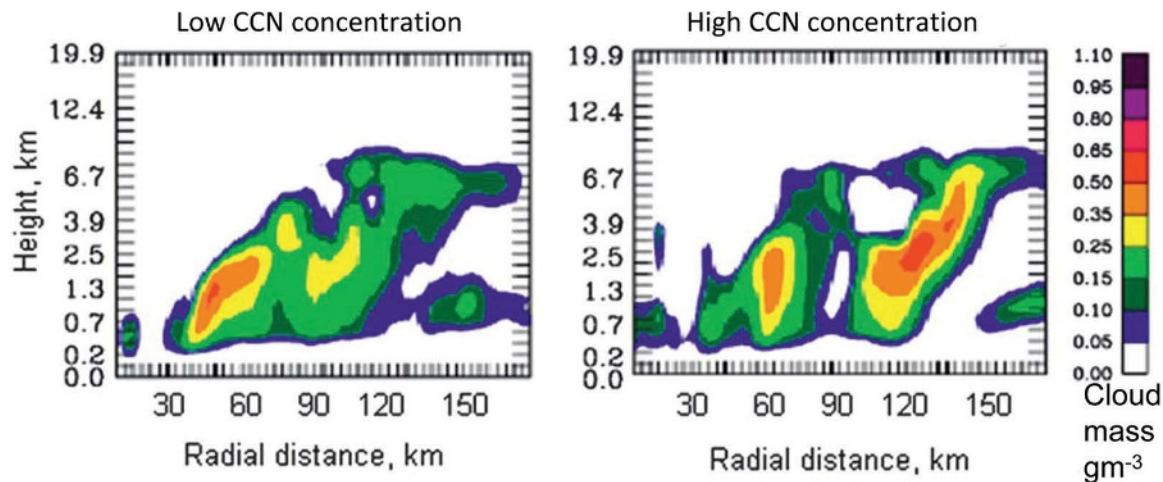 Low CCN concentration
High CCN concentration
Height, km
19.9
12.4
6.7
3.9
2.5
1.3
0.7
0.2
0.0
30 60 90 120 150
Radial distance, km
19.9
12.4
6.7
3.9
2.5
1.3
0.7
0.2
0.0
30 60 90 120 150
Radial distance, km
1.10
0.95
0.80
0.65
0.50
0.35
0.25
0.15
0.10
0.05
0.00
Cloud
mass
gm-3